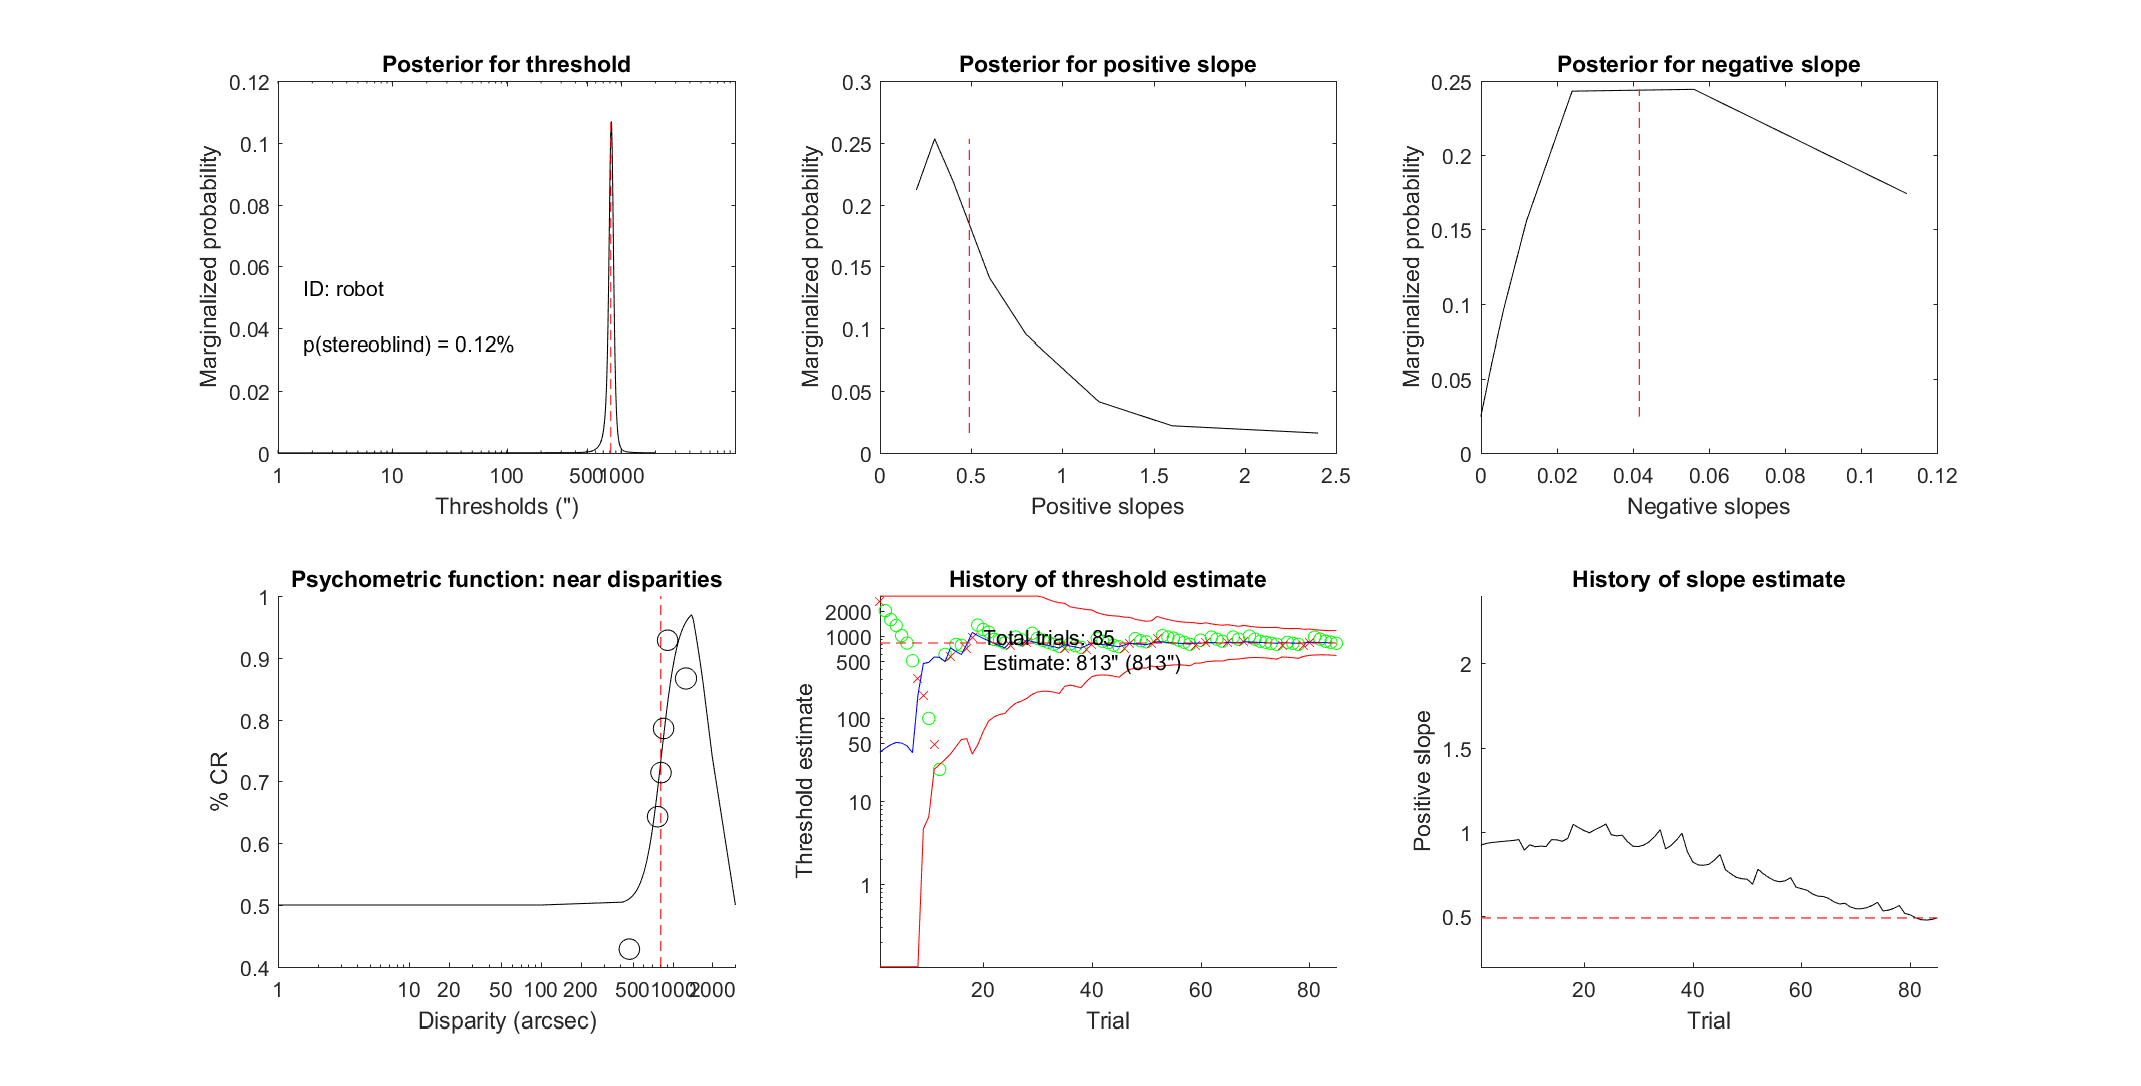 Posterior for threshold
0.12
0.1
0.08
0.06
0.04
0.02
0
Marginalized probability
ID: robot
p(stereoblind) = 0.12%
1 10 100 500 1000
Thresholds (")
Posterior for positive slope
0.3
0.25
0.2
0.15
0.1
0.05
0
Marginalized probability
0 0.5 1 1.5 2 2.5
Positive slopes
Posterior for negative slope
0.25
0.2
0.15
0.1
0.05
0
Marginalized probability
0 0.02 0.04 0.06 0.08 0.1 0.12
Negative slopes
Psychometric function: near disparities
1
0.9
0.8
0.7
0.6
0.5
0.4
% CR
1 10 20 50 100 200 500 1000 2000
Disparity (arcsec)
History of threshold estimate
2000
1000
500
100
50
10
1
Threshold estimate
Total trials: 85
Estimate: 813" (813")
20 40 60 80
Trial
History of slope estimate
2
1.5
1
0.5
Positive slope
20 40 60 80
Trial